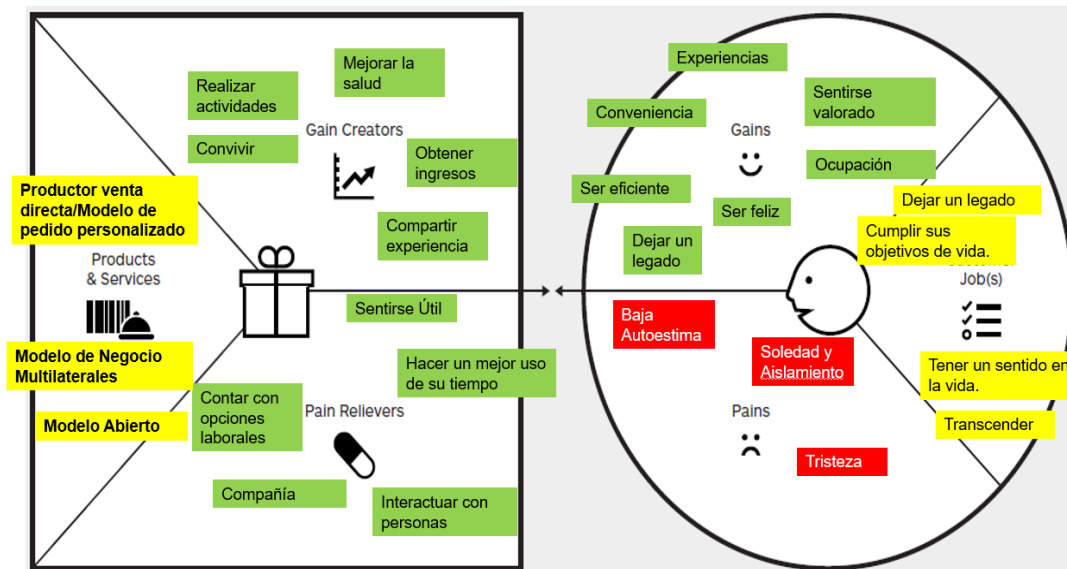 Mejorar la
salud
Realizar
actividades
Gain Creators
Convivir
Obtener
ingresos
Productor venta
directa/Modelo de
pedido personalizado
Compartir
experiencia
Products
& Services
Sentirse Útil
Modelo de Negocio
Multilaterales
Hacer un mejor uso
de su tiempo
Contar con
opciones
laborales
Pain Relievers
Modelo Abierto
Compañía
Interactuar con
personas
Experiencias
Sentirse
valorado
Conveniencia
Gains
Ocupación
Ser eficiente
Ser feliz
Dejar un legado
Dejar un
legado
Cumplir sus
objetivos de vida.
Job(s)
Baja
Autoestima
Soledad y
Aislamiento
Tener un sentido en
la vida.
Pains
Transcender
Tristeza